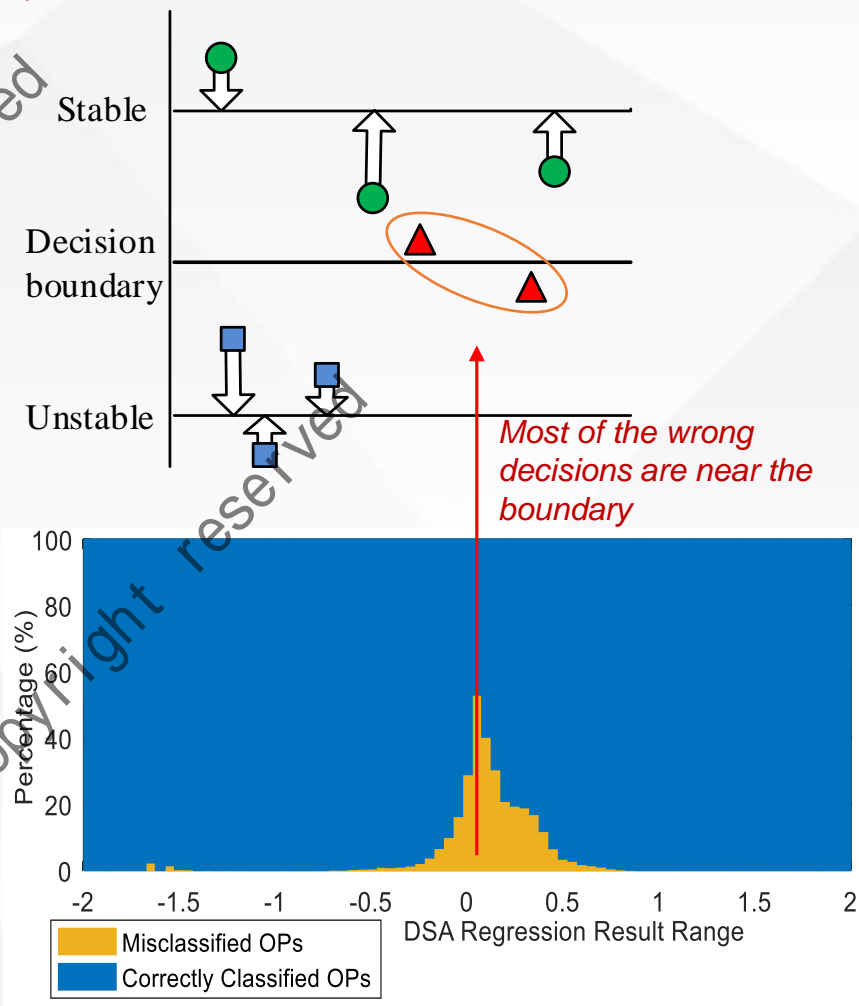 Stable
Decision
boundary
Unstable
Most of the wrong
decisions are near the
boundary
reserved
100
80
60
40
20
0
Percentage (%)
-2
-1.5
-1
-0.5
0
0.5
1
1.5
2
DSA Regression Result Range
Misclassified OPs
Correctly Classified OPs